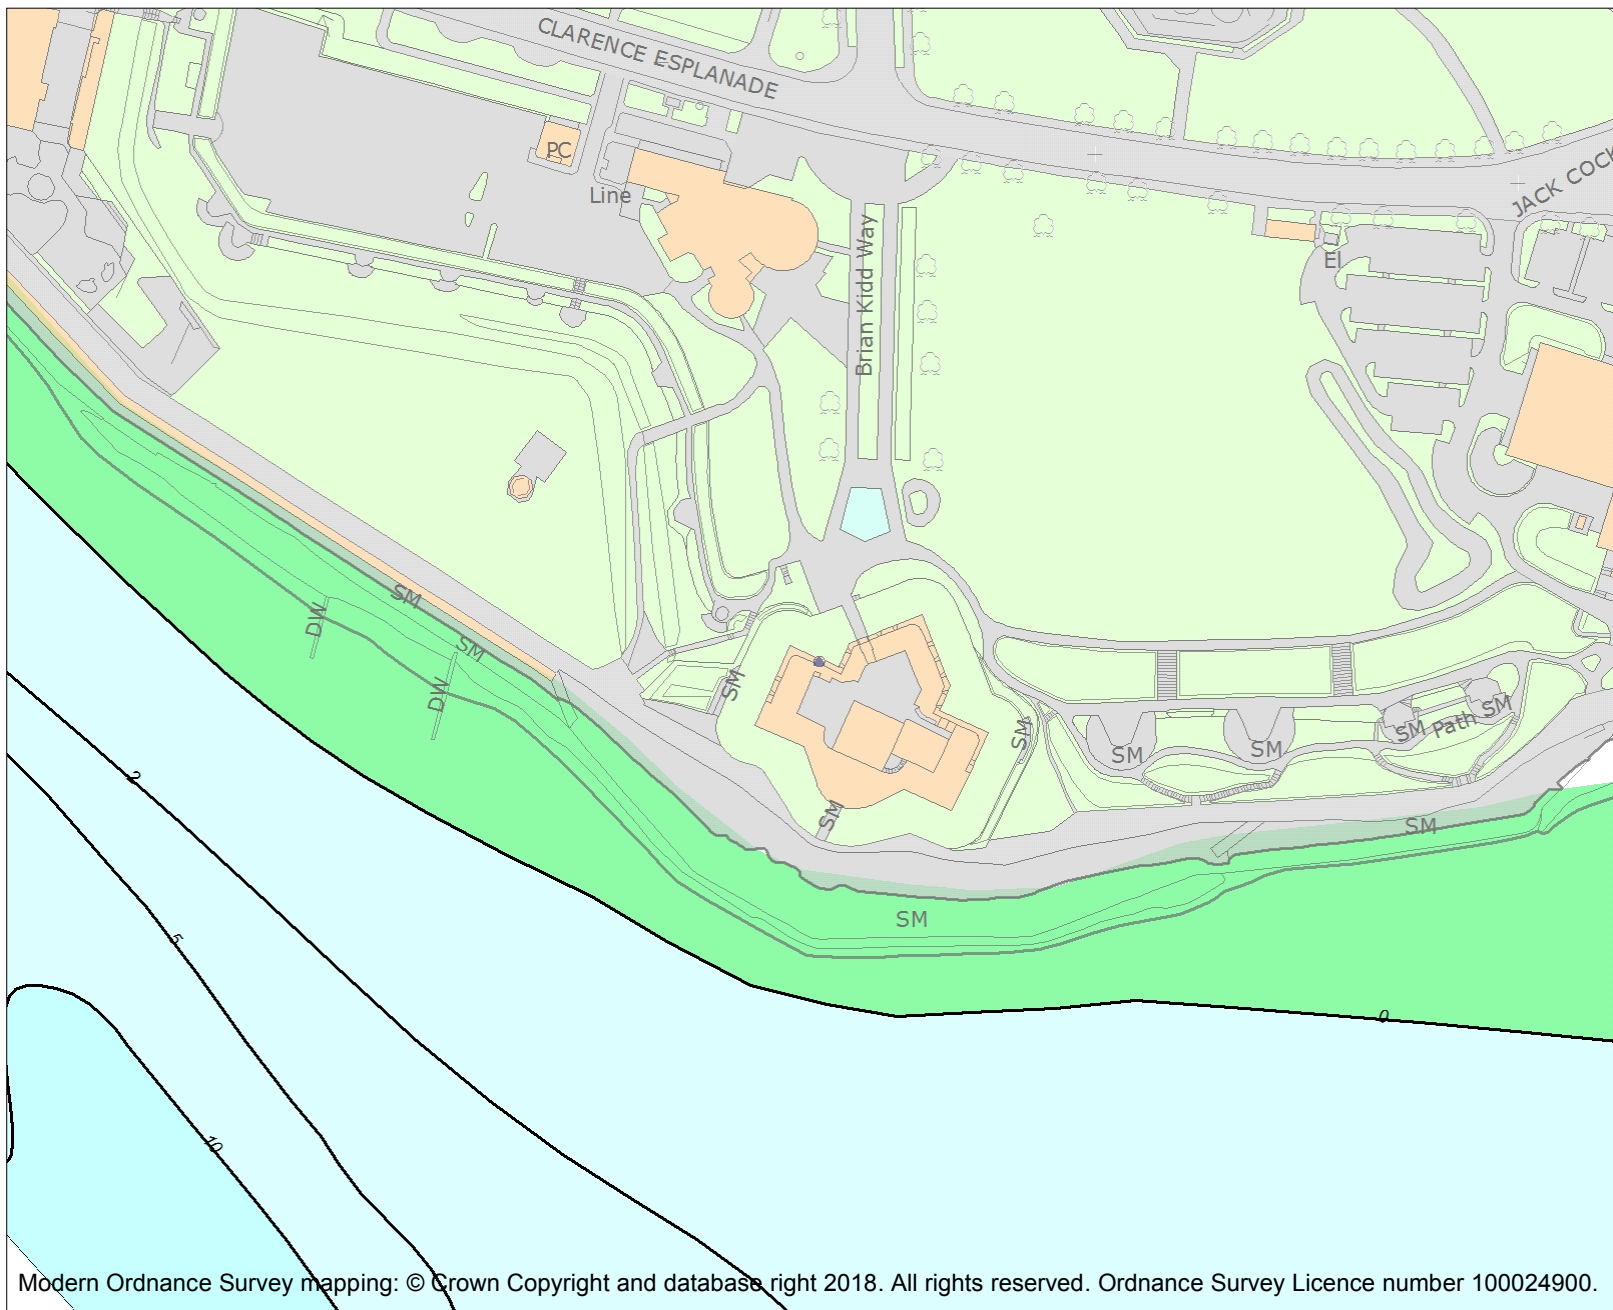 CLARENCE ESPLANADE
PC
Line
Brian Kidd Way
JACK COCK
El
SM
DW
SM
DW
SM
SM
SM
SM
SM Path SM
SM
SM
SM
2
5
0
10
Modern Ordnance Survey mapping: © Crown Copyright and database right 2018. All rights reserved. Ordnance Survey Licence number 100024900.